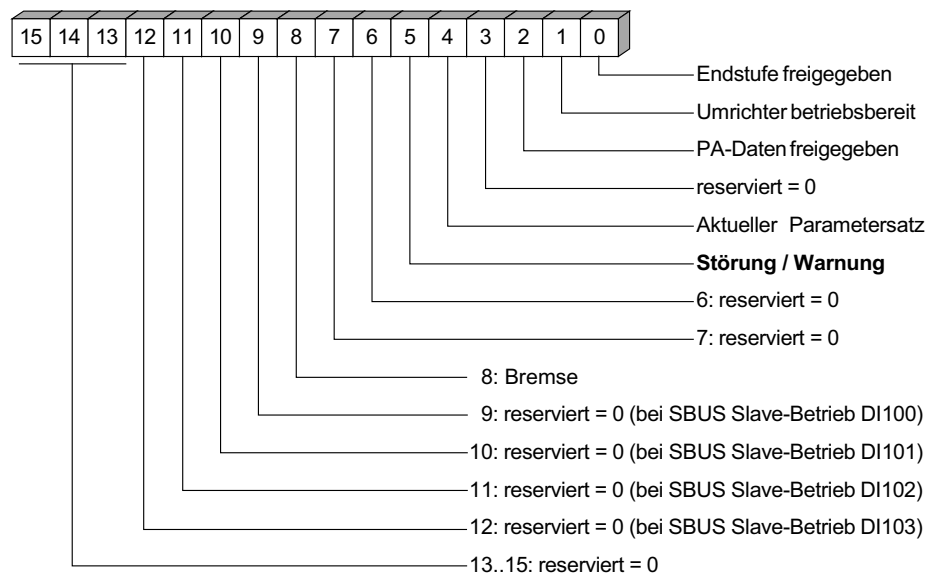 15 14 13 12 11 10 9 8 7 6 5 4 3 2 1 0
Endstufe freigegeben
Umrichter betriebsbereit
PA-Daten freigegeben
reserviert = 0
Aktueller Parametersatz
Störung / Warnung
6: reserviert = 0
7: reserviert = 0
8: Bremse
9: reserviert = 0 (bei SBUS Slave-Betrieb DI100)
10: reserviert = 0 (bei SBUS Slave-Betrieb DI101)
11: reserviert = 0 (bei SBUS Slave-Betrieb DI102)
12: reserviert = 0 (bei SBUS Slave-Betrieb DI103)
13..15: reserviert = 0